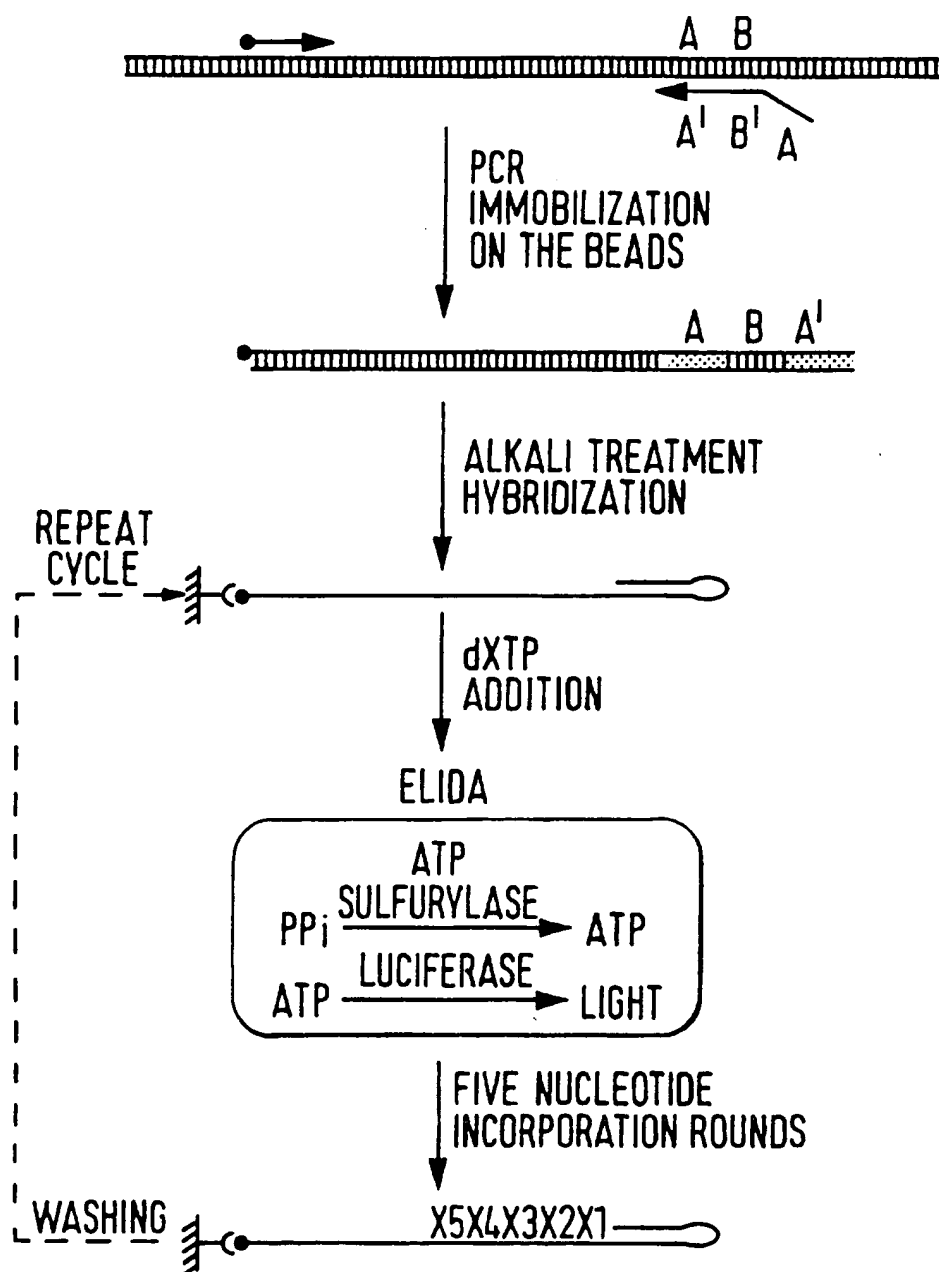 A B
A' B' A
PCR
IMMOBILIZATION
ON THE BEADS
A B A'
ALKALI TREATMENT
HYBRIDIZATION
REPEAT
CYCLE
dXTP
ADDITION
ELIDA
ATP
SULFURYLASE
PPi ATP
LUCIFERASE
ATP LIGHT
FIVE NUCLEOTIDE
INCORPORATION ROUNDS
WASHING
X5X4X3X2X1